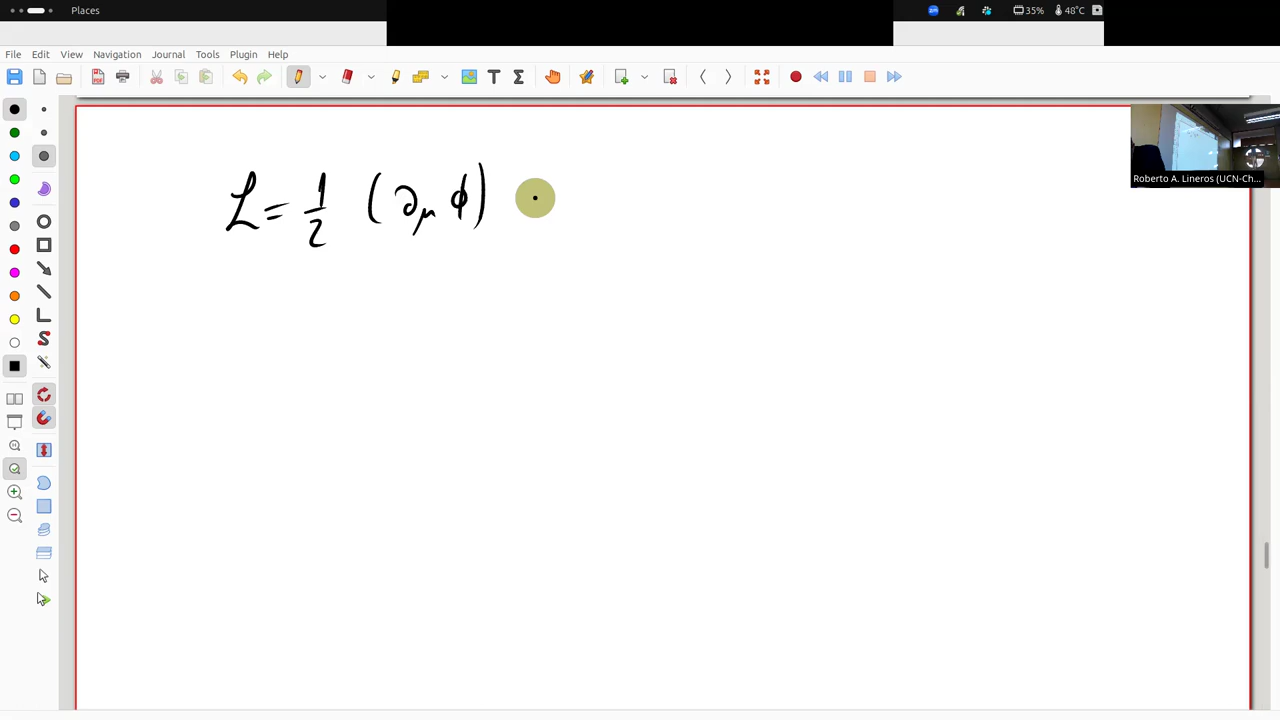 Places
35%
48°C
File Edit View Navigation Journal Tools Plugin Help
ℒ = 1/2 (∂μ ϕ)
Roberto A. Lineros (UCN-Ch...